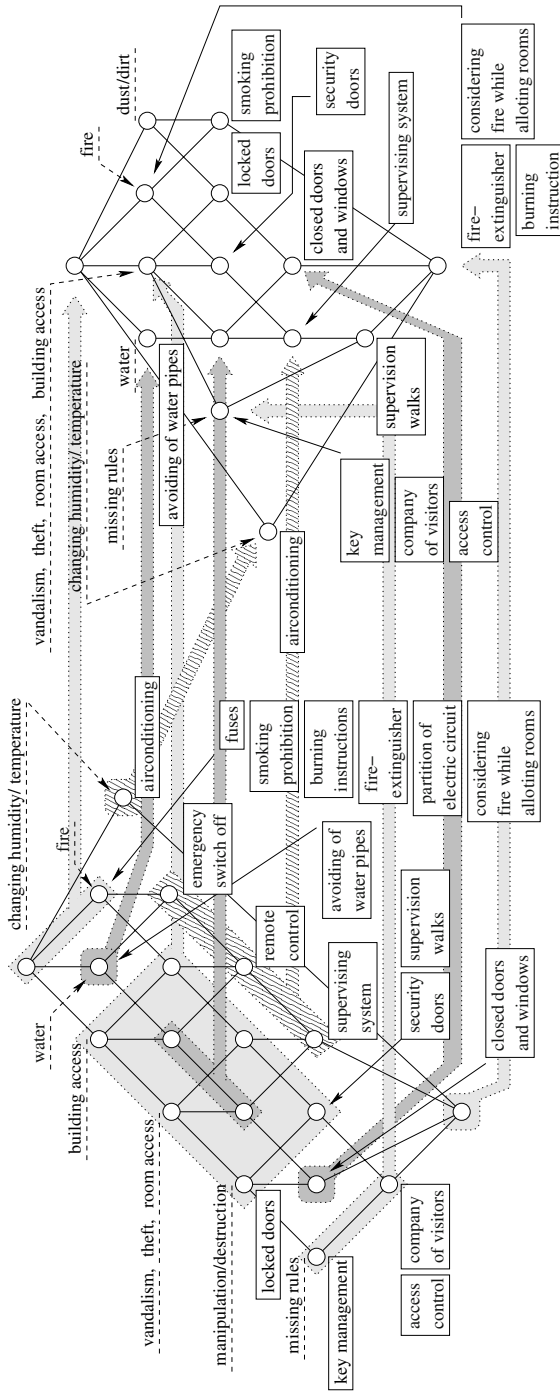 changing humidity/ temperature
fire
water
building access
vandalism,  theft,  room access
manipulation/destruction
missing rules
locked doors
key management
access
control
company
of visitors
security
doors
supervision
walks
closed doors
and windows
supervising
system
remote
control
avoiding of
water pipes
emergency
switch off
airconditioning
fuses
smoking
prohibition
burning
instructions
fire–
extinguisher
partition of
electric circuit
considering
fire while
alloting rooms
vandalism,  theft,  room access,  building access
changing humidity/ temperature
missing rules
water
fire
dust/dirt
avoiding of water pipes
airconditioning
key
management
company
of visitors
access
control
supervision
walks
locked
doors
smoking
prohibition
security
doors
closed doors
and windows
supervising system
fire–
extinguisher
burning
instruction
considering
fire while
alloting rooms